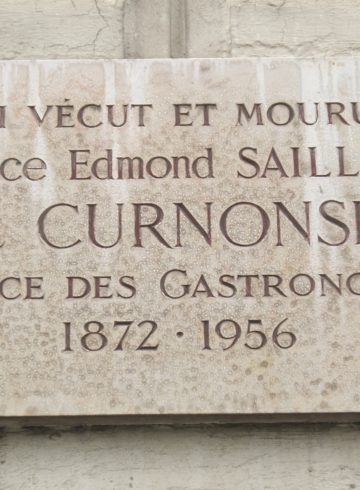 I VÉCUT ET MOURU
ce Edmond SAILL
CURNONS
CE DES GASTRONO
1872 · 1956